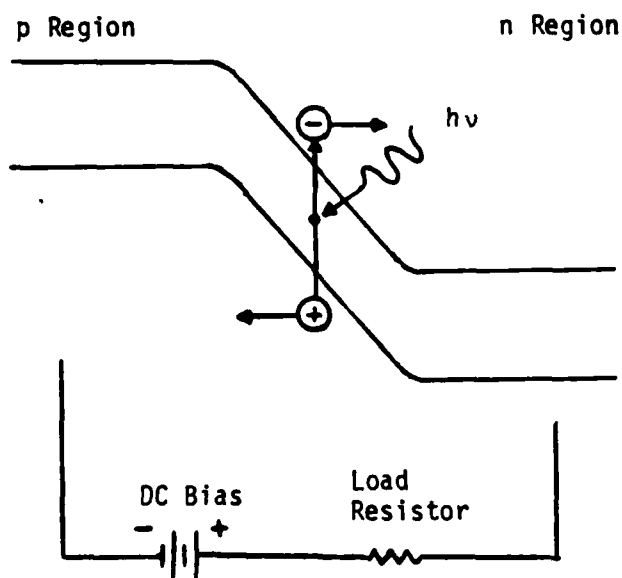 p Region
n Region
−
hν
+
DC Bias
− +
Load
Resistor